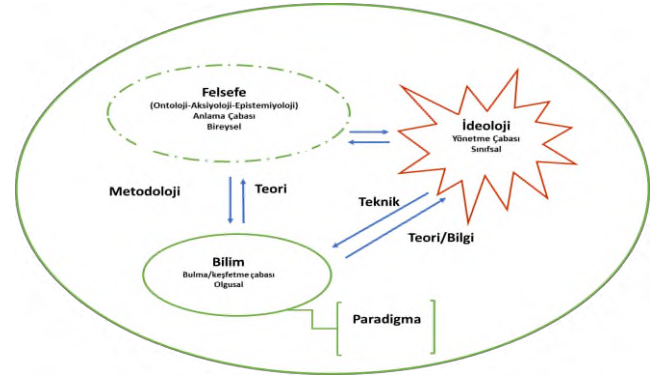 Felsefe
(Ontoloji-Aksiyoloji-Epistemiyoloji)
Anlama Çabası
Bireysel
İdeoloji
Yönetme Çabası
Sınıfsal
Metodoloji
Teori
Teknik
Teori/Bilgi
Bilim
Bulma/keşfetme çabası
Olgusal
Paradigma